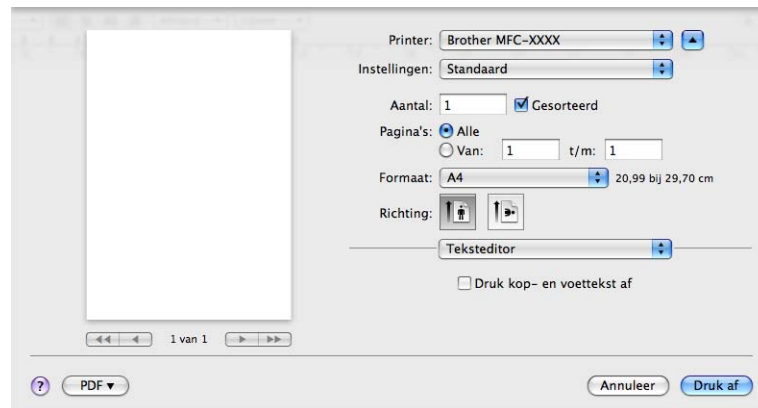 Printer: Brother MFC-XXXX
Instellingen: Standaard
Aantal: 1 Gesorteerd
Pagina's: Alle
Van: 1 t/m: 1
Formaat: A4 20,99 bij 29,70 cm
Richting:
Teksteditor
Druk kop- en voettekst af
1 van 1
? PDF Annuleer Druk af